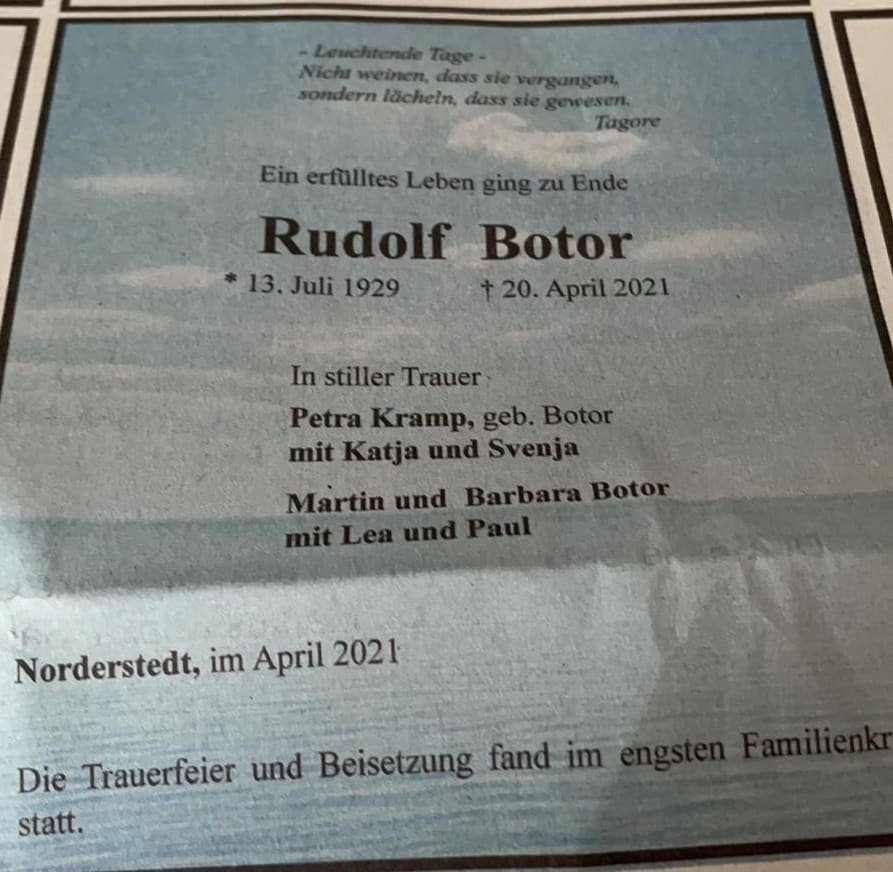 - Leuchtende Tage -
Nicht weinen, dass sie vergangen,
sondern lächeln, dass sie gewesen.
Tagore
Ein erfülltes Leben ging zu Ende
Rudolf Botor
* 13. Juli 1929 † 20. April 2021
In stiller Trauer
Petra Kramp, geb. Botor
mit Katja und Svenja
Martin und Barbara Botor
mit Lea und Paul
Norderstedt, im April 2021
Die Trauerfeier und Beisetzung fand im engsten Familienkr
statt.